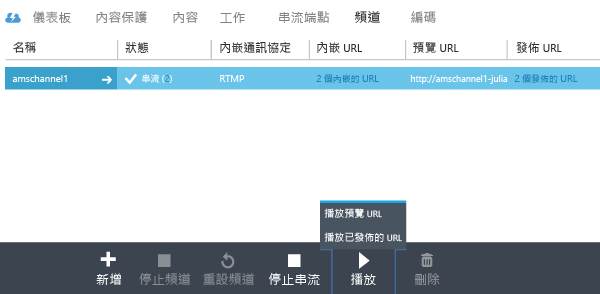 儀表板 內容保護 內容 工作 串流端點 頻道 編碼
名稱 狀態 內嵌通訊協定 內嵌 URL 預覽 URL 發佈 URL
amschannel1 串流 RTMP 2 個內嵌的 URL http://amschannel1-julia 2 個發佈的 URL
播放預覽 URL
播放已發佈的 URL
新增 停止頻道 重設頻道 停止串流 播放 刪除